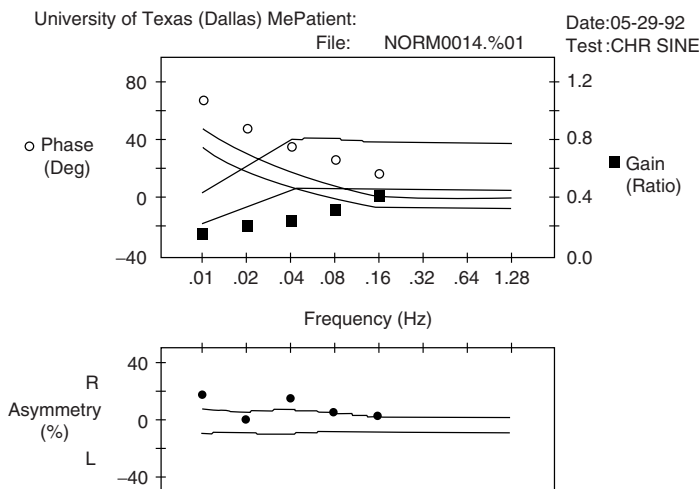 University of Texas (Dallas) MePatient:
Date:05-29-92
File: NORM0014.%01
Test:CHR SINE
80
1.2
○ Phase
(Deg)
40
0.8
■ Gain
(Ratio)
0
0.4
−40
0.0
.01 .02 .04 .08 .16 .32 .64 1.28
Frequency (Hz)
40
R
Asymmetry
(%)
0
L
−40